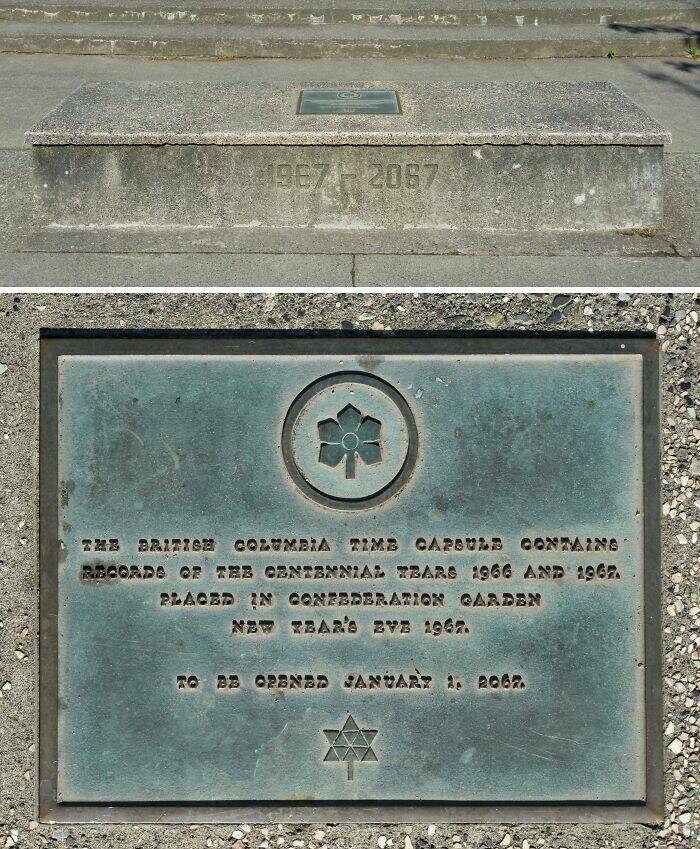 1967 - 2067
THE BRITISH COLUMBIA TIME CAPSULE CONTAINS
RECORDS OF THE CENTENNIAL YEARS 1966 AND 1967.
PLACED IN CONFEDERATION GARDEN
NEW YEAR'S EVE 1967.
TO BE OPENED JANUARY 1, 2067.